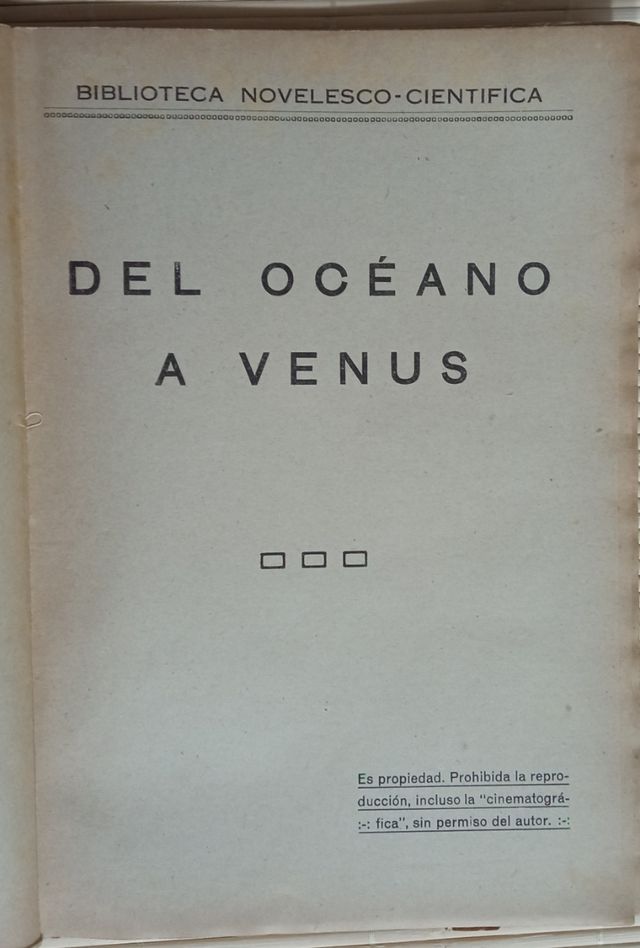 BIBLIOTECA NOVELESCO-CIENTIFICA
DEL OCÉANO
A VENUS
Es propiedad. Prohibida la repro-
ducción, incluso la "cinematográ-
:-: fica", sin permiso del autor. :-: